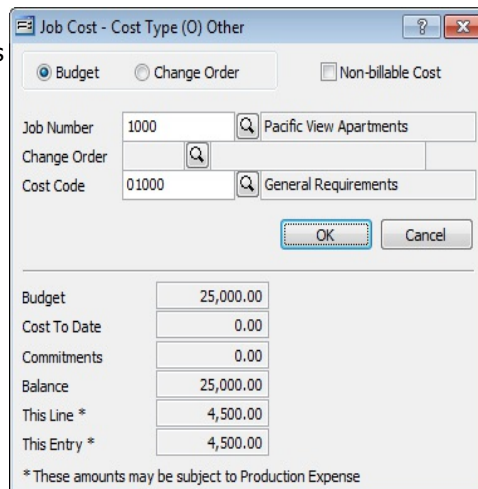 Job Cost - Cost Type (O) Other
s
Budget Change Order Non-billable Cost
Job Number 1000 Pacific View Apartments
Change Order
Cost Code 01000 General Requirements
OK Cancel
Budget 25,000.00
Cost To Date 0.00
Commitments 0.00
Balance 25,000.00
This Line * 4,500.00
This Entry * 4,500.00
* These amounts may be subject to Production Expense